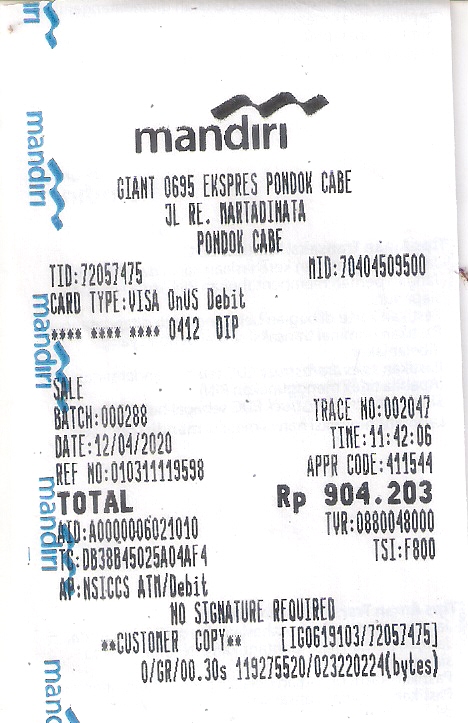 mandiri
GIANT 0695 EKSPRES PONDOK CABE
JL RE. MARTADINATA
PONDOK CABE
TID:72057475 MID:70404509500
CARD TYPE:VISA OnUS Debit
**** **** **** 0412 DIP
SALE
BATCH:000288 TRACE NO:002047
DATE:12/04/2020 TIME:11:42:06
REF NO:010311119598 APPR CODE:411544
TOTAL Rp 904.203
AID:A0000006021010 TVR:0880048000
TS:DB38B45025A04AF4 TSI:F800
AP:NSICCS ATM/Debit
NO SIGNATURE REQUIRED
**CUSTOMER COPY** [IG0619103/72057475]
0/GR/00.30s 119275520/023220224(bytes)
mandiri
mandiri
mandiri